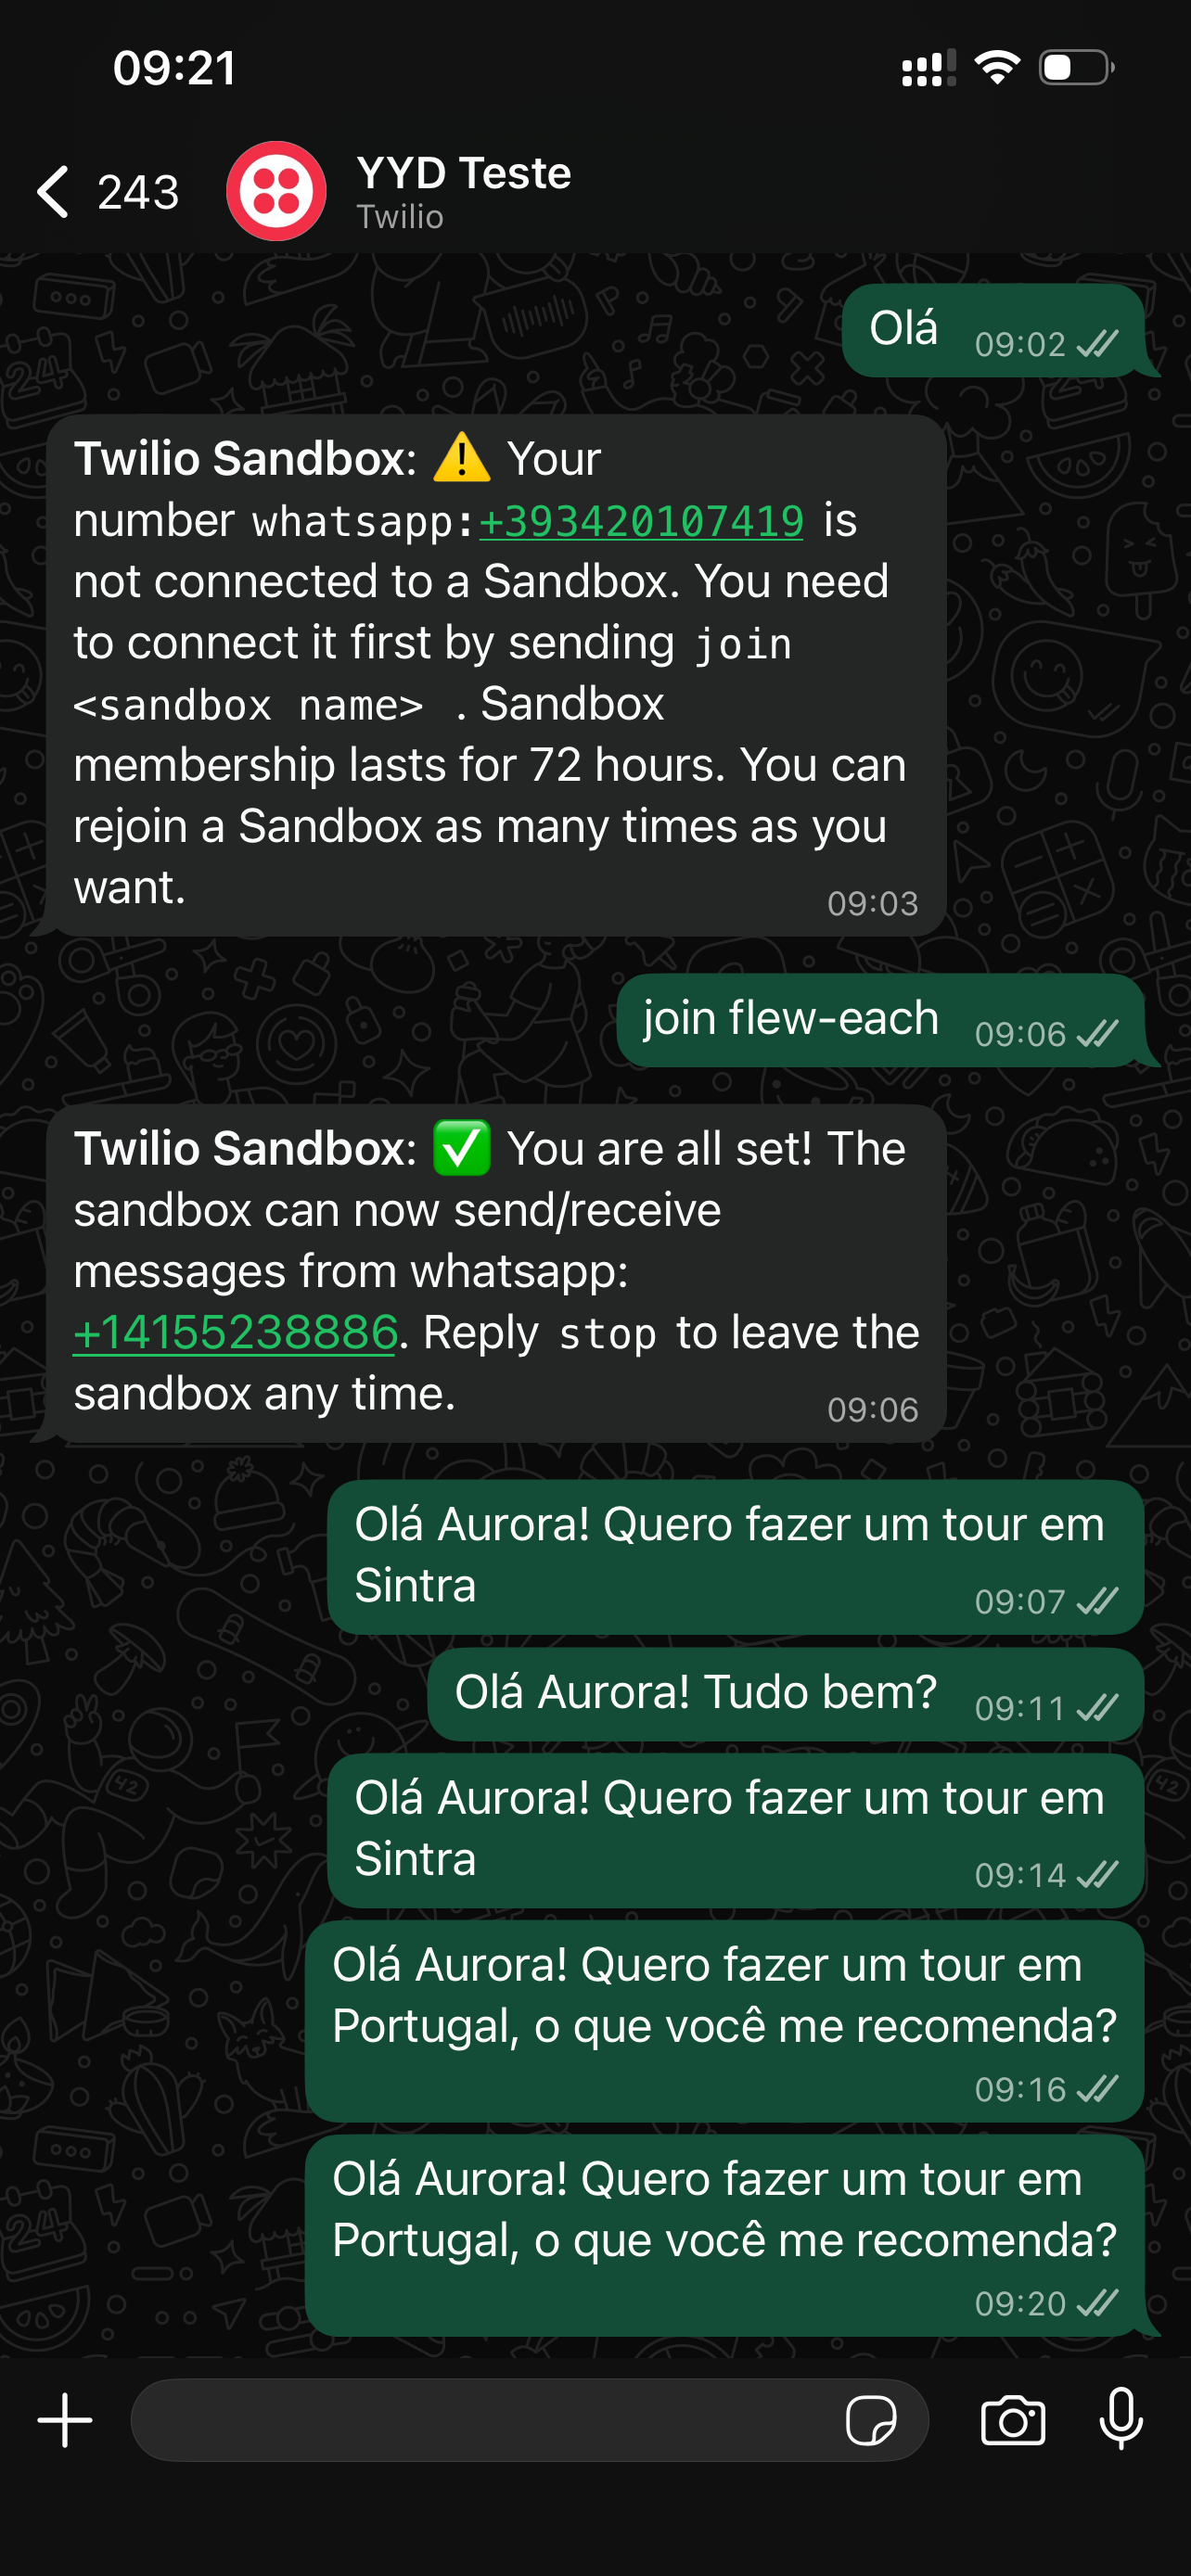 09:21
243
YYD Teste
Twilio
Olá 09:02
Twilio Sandbox: ⚠️ Your
number whatsapp:+393420107419 is
not connected to a Sandbox. You need
to connect it first by sending join
<sandbox name> . Sandbox
membership lasts for 72 hours. You can
rejoin a Sandbox as many times as you
want.
09:03
join flew-each 09:06
Twilio Sandbox: ✅ You are all set! The
sandbox can now send/receive
messages from whatsapp:
+14155238886. Reply stop to leave the
sandbox any time.
09:06
Olá Aurora! Quero fazer um tour em
Sintra
09:07
Olá Aurora! Tudo bem? 09:11
Olá Aurora! Quero fazer um tour em
Sintra
09:14
Olá Aurora! Quero fazer um tour em
Portugal, o que você me recomenda?
09:16
Olá Aurora! Quero fazer um tour em
Portugal, o que você me recomenda?
09:20